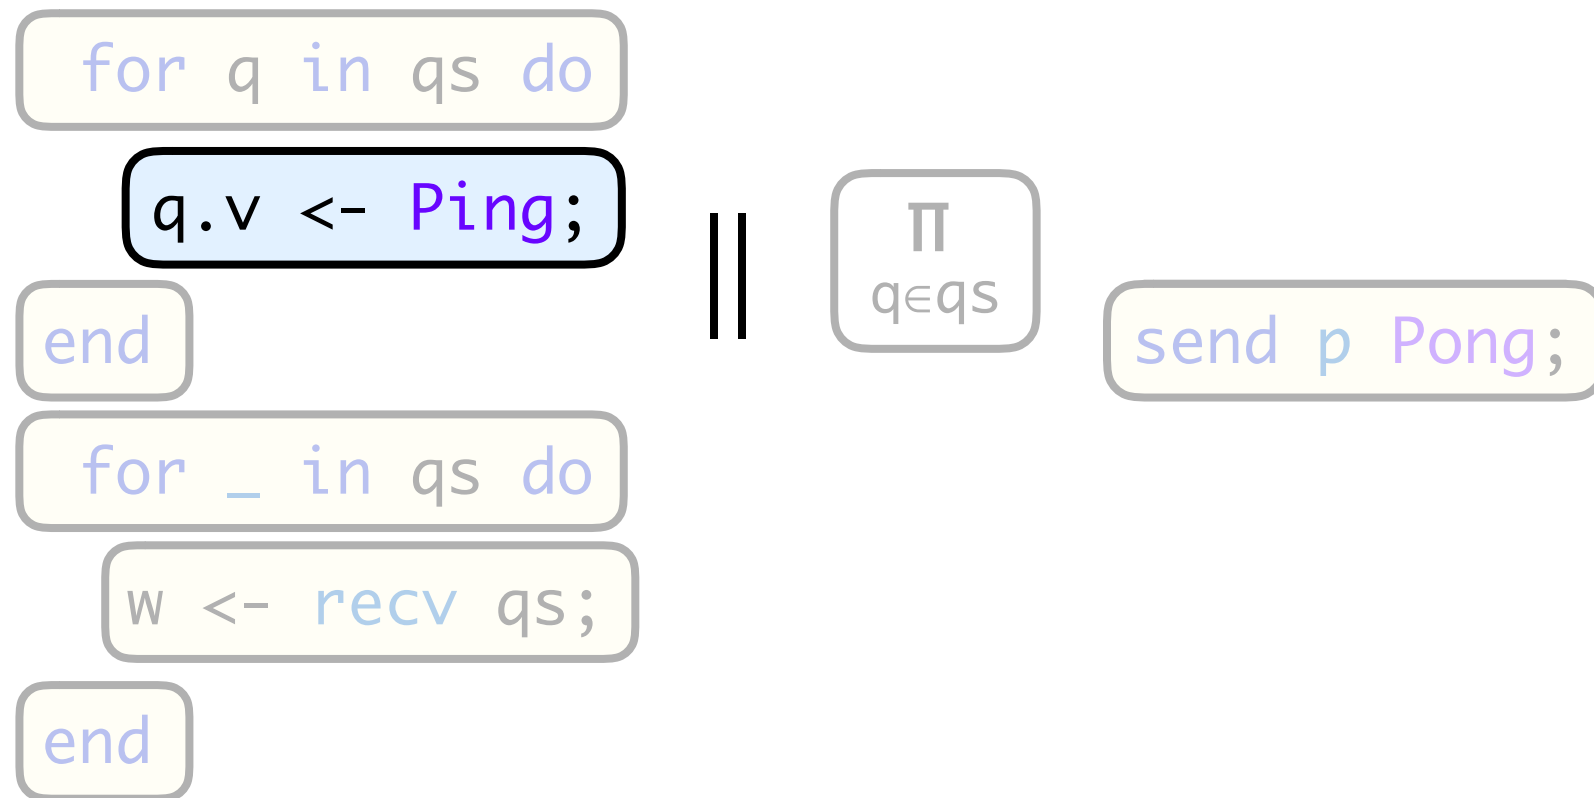 for q in qs do
q.v <- Ping;
end
for _ in qs do
w <- recv qs;
end
||
Π
q∈qs
send p Pong;